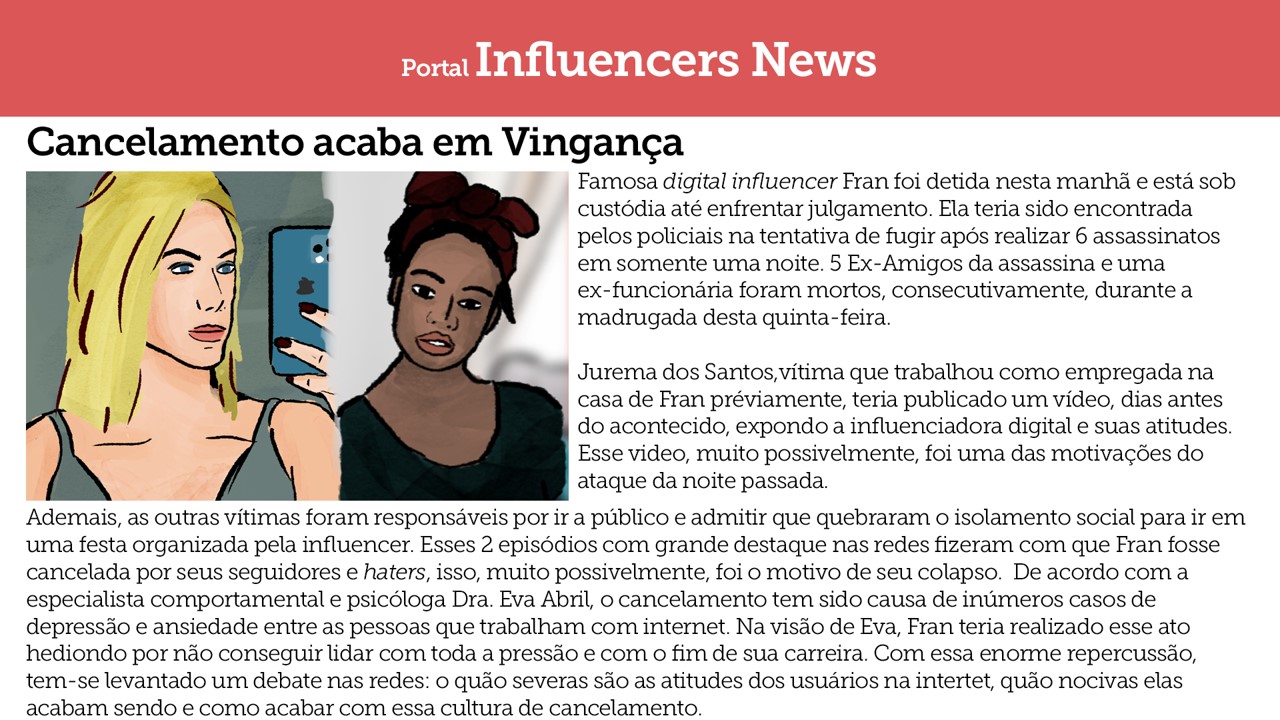 Portal Influencers News
Cancelamento acaba em Vingança
Famosa digital influencer Fran foi detida nesta manhã e está sob
custódia até enfrentar julgamento. Ela teria sido encontrada
pelos policiais na tentativa de fugir após realizar 6 assassinatos
em somente uma noite. 5 Ex-Amigos da assassina e uma
ex-funcionária foram mortos, consecutivamente, durante a
madrugada desta quinta-feira.
Jurema dos Santos,vítima que trabalhou como empregada na
casa de Fran préviamente, teria publicado um vídeo, dias antes
do acontecido, expondo a influenciadora digital e suas atitudes.
Esse video, muito possivelmente, foi uma das motivações do
ataque da noite passada.
Ademais, as outras vítimas foram responsáveis por ir a público e admitir que quebraram o isolamento social para ir em
uma festa organizada pela influencer. Esses 2 episódios com grande destaque nas redes fizeram com que Fran fosse
cancelada por seus seguidores e haters, isso, muito possivelmente, foi o motivo de seu colapso.  De acordo com a
especialista comportamental e psicóloga Dra. Eva Abril, o cancelamento tem sido causa de inúmeros casos de
depressão e ansiedade entre as pessoas que trabalham com internet. Na visão de Eva, Fran teria realizado esse ato
hediondo por não conseguir lidar com toda a pressão e com o fim de sua carreira. Com essa enorme repercussão,
tem-se levantado um debate nas redes: o quão severas são as atitudes dos usuários na intertet, quão nocivas elas
acabam sendo e como acabar com essa cultura de cancelamento.